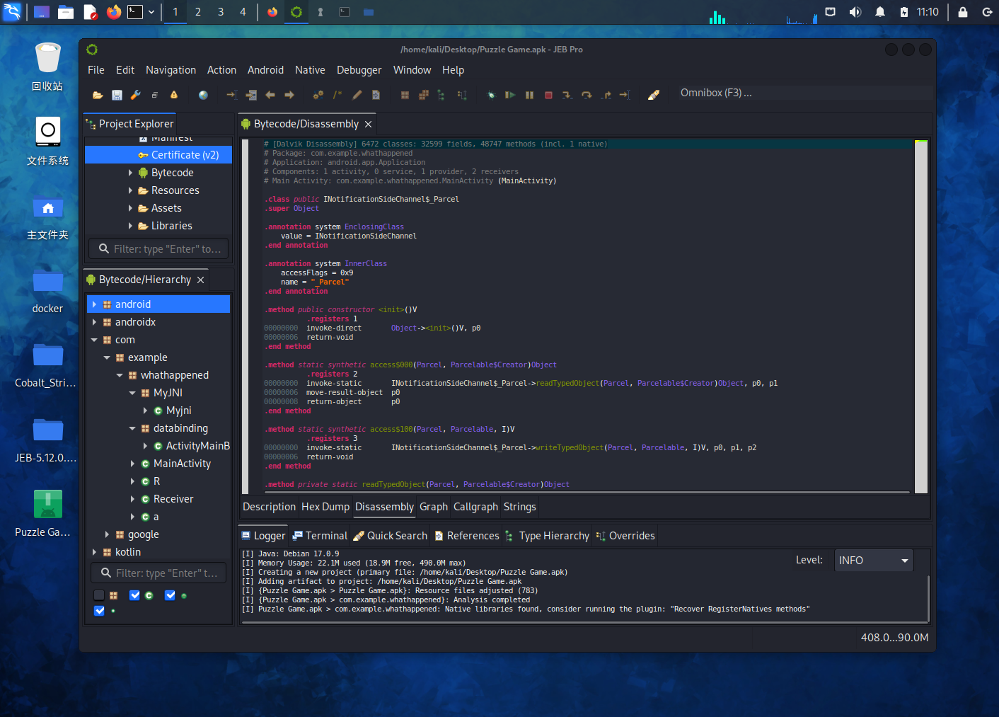 1 2 3 4
11:10
回收站
文件系统
主文件夹
docker
Cobalt_Stri...
JEB-5.12.0....
Puzzle Ga...
/home/kali/Desktop/Puzzle Game.apk - JEB Pro
File Edit Navigation Action Android Native Debugger Window Help
Omnibox (F3) ...
Project Explorer
Manifest
Certificate (v2)
Bytecode
Resources
Assets
Libraries
Filter: type "Enter" to...
Bytecode/Hierarchy
android
androidx
com
example
whathappened
MyJNI
Myjni
databinding
ActivityMainB
MainActivity
R
Receiver
a
google
kotlin
Filter: type "Enter" t...
Bytecode/Disassembly
# [Dalvik Disassembly] 6472 classes: 32599 fields, 48747 methods (incl. 1 native)
# Package: com.example.whathappened
# Application: android.app.Application
# Components: 1 activity, 0 service, 1 provider, 2 receivers
# Main Activity: com.example.whathappened.MainActivity (MainActivity)
.class public INotificationSideChannel$_Parcel
.super Object
.annotation system EnclosingClass
value = INotificationSideChannel
.end annotation
.annotation system InnerClass
accessFlags = 0x9
name = "_Parcel"
.end annotation
.method public constructor <init>()V
.registers 1
00000000 invoke-direct Object-><init>()V, p0
00000006 return-void
.end method
.method static synthetic access$000(Parcel, Parcelable$Creator)Object
.registers 2
00000000 invoke-static INotificationSideChannel$_Parcel->readTypedObject(Parcel, Parcelable$Creator)Object, p0, p1
00000006 move-result-object p0
00000008 return-object p0
.end method
.method static synthetic access$100(Parcel, Parcelable, I)V
.registers 3
00000000 invoke-static INotificationSideChannel$_Parcel->writeTypedObject(Parcel, Parcelable, I)V, p0, p1, p2
00000006 return-void
.end method
.method private static readTypedObject(Parcel, Parcelable$Creator)Object
Description Hex Dump Disassembly Graph Callgraph Strings
Logger Terminal Quick Search References Type Hierarchy Overrides
Level: INFO
[I] Java: Debian 17.0.9
[I] Memory Usage: 22.1M used (18.9M free, 490.0M max)
[I] Creating a new project (primary file: /home/kali/Desktop/Puzzle Game.apk)
[I] Adding artifact to project: /home/kali/Desktop/Puzzle Game.apk
[I] {Puzzle Game.apk > Puzzle Game.apk}: Resource files adjusted (783)
[I] {Puzzle Game.apk > com.example.whathappened}: Analysis completed
[I] Puzzle Game.apk > com.example.whathappened: Native libraries found, consider running the plugin: "Recover RegisterNatives methods"
408.0...90.0M